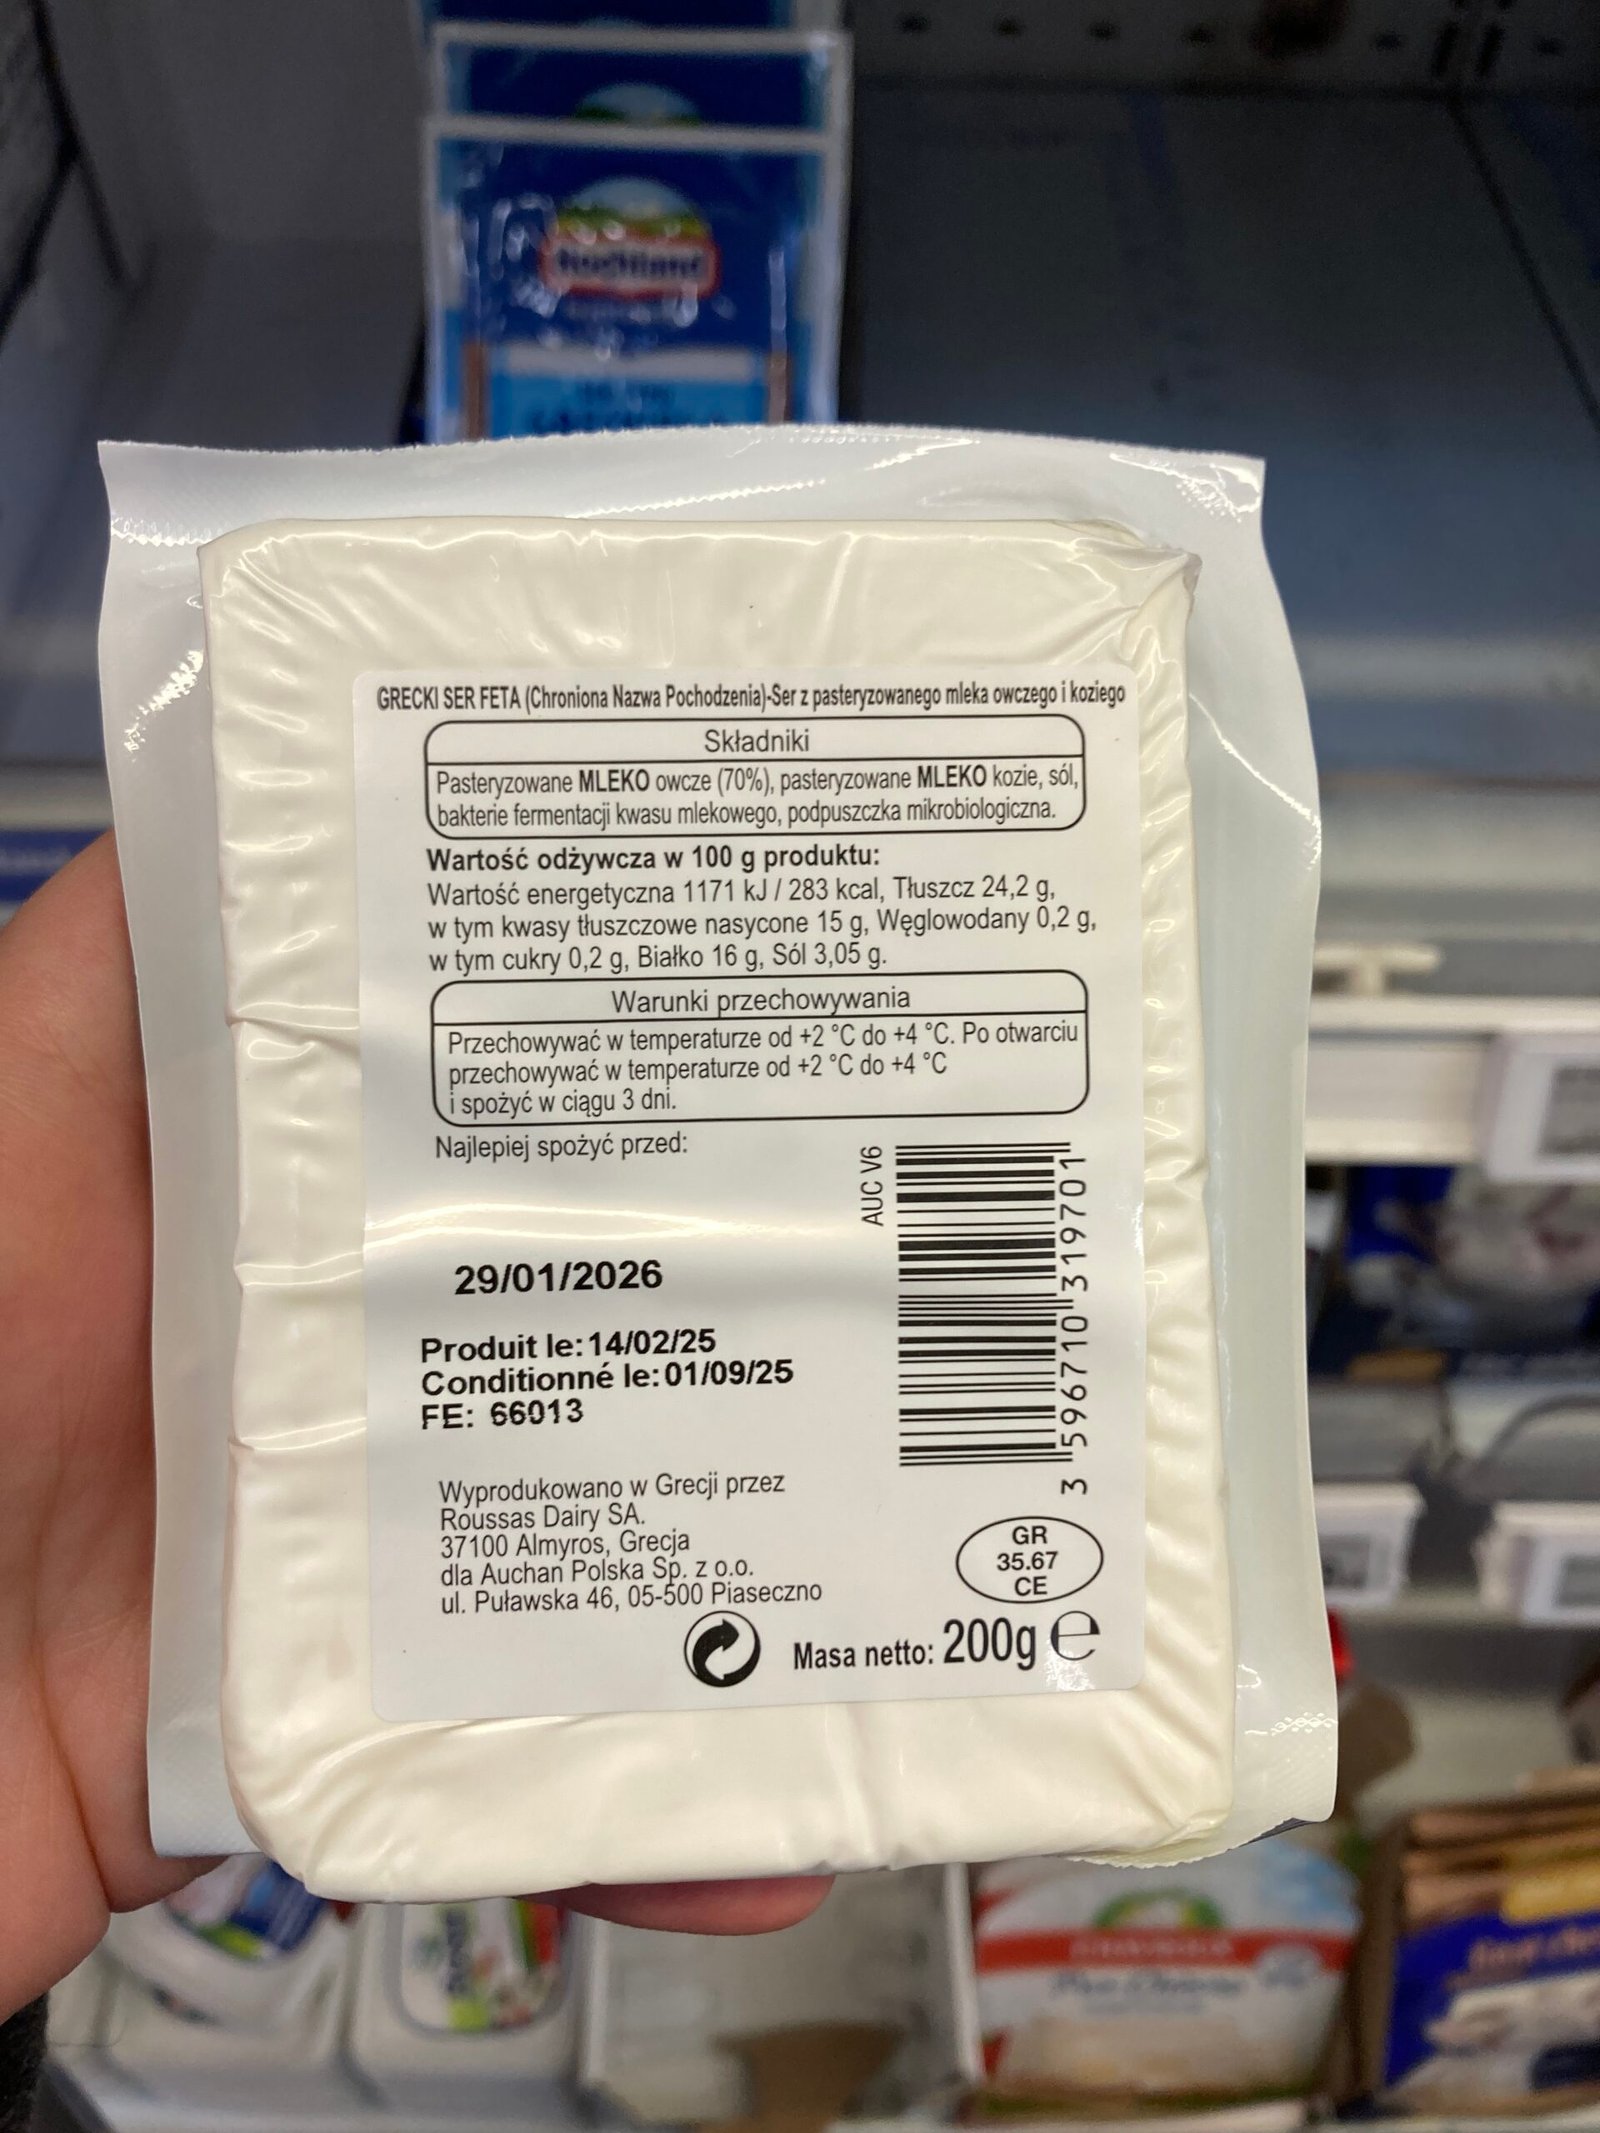 Hochland
GRECKI SER FETA (Chroniona Nazwa Pochodzenia)-Ser z pasteryzowanego mleka owczego i koziego
Składniki
Pasteryzowane MLEKO owcze (70%), pasteryzowane MLEKO kozie, sól,
bakterie fermentacji kwasu mlekowego, podpuszczka mikrobiologiczna.
Wartość odżywcza w 100 g produktu:
Wartość energetyczna 1171 kJ / 283 kcal, Tłuszcz 24,2 g,
w tym kwasy tłuszczowe nasycone 15 g, Węglowodany 0,2 g,
w tym cukry 0,2 g, Białko 16 g, Sól 3,05 g.
Warunki przechowywania
Przechowywać w temperaturze od +2 °C do +4 °C. Po otwarciu
przechowywać w temperaturze od +2 °C do +4 °C
i spożyć w ciągu 3 dni.
Najlepiej spożyć przed:
AUC V6
29/01/2026
Produit le: 14/02/25
Conditionné le: 01/09/25
FE: 66013
3 596710 319701
Wyprodukowano w Grecji przez
Roussas Dairy SA.
37100 Almyros, Grecja
dla Auchan Polska Sp. z o.o.
ul. Puławska 46, 05-500 Piaseczno
GR
35.67
CE
Masa netto: 200g e